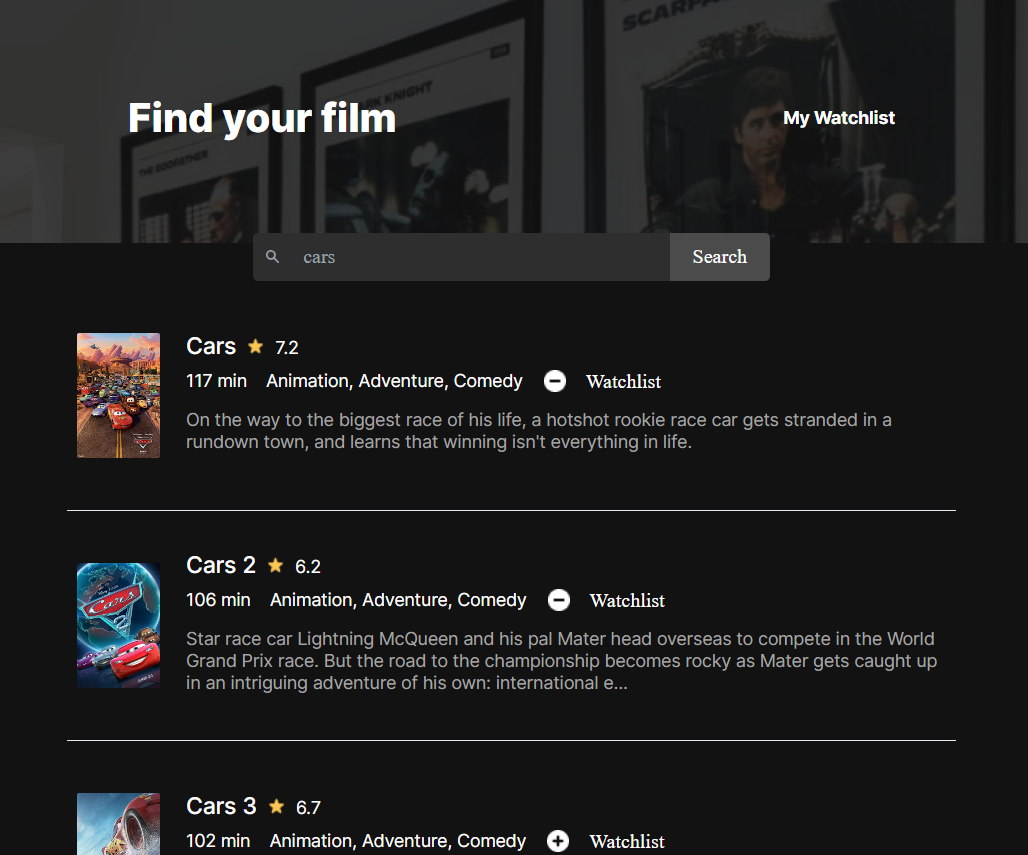 SCARFA
DARK KNIGHT
THE GODFATHER
Find your film
My Watchlist
cars
Search
Cars 7.2
117 min Animation, Adventure, Comedy Watchlist
On the way to the biggest race of his life, a hotshot rookie race car gets stranded in a
rundown town, and learns that winning isn't everything in life.
Cars 2 6.2
106 min Animation, Adventure, Comedy Watchlist
Star race car Lightning McQueen and his pal Mater head overseas to compete in the World
Grand Prix race. But the road to the championship becomes rocky as Mater gets caught up
in an intriguing adventure of his own: international e...
Cars 3 6.7
102 min Animation, Adventure, Comedy Watchlist